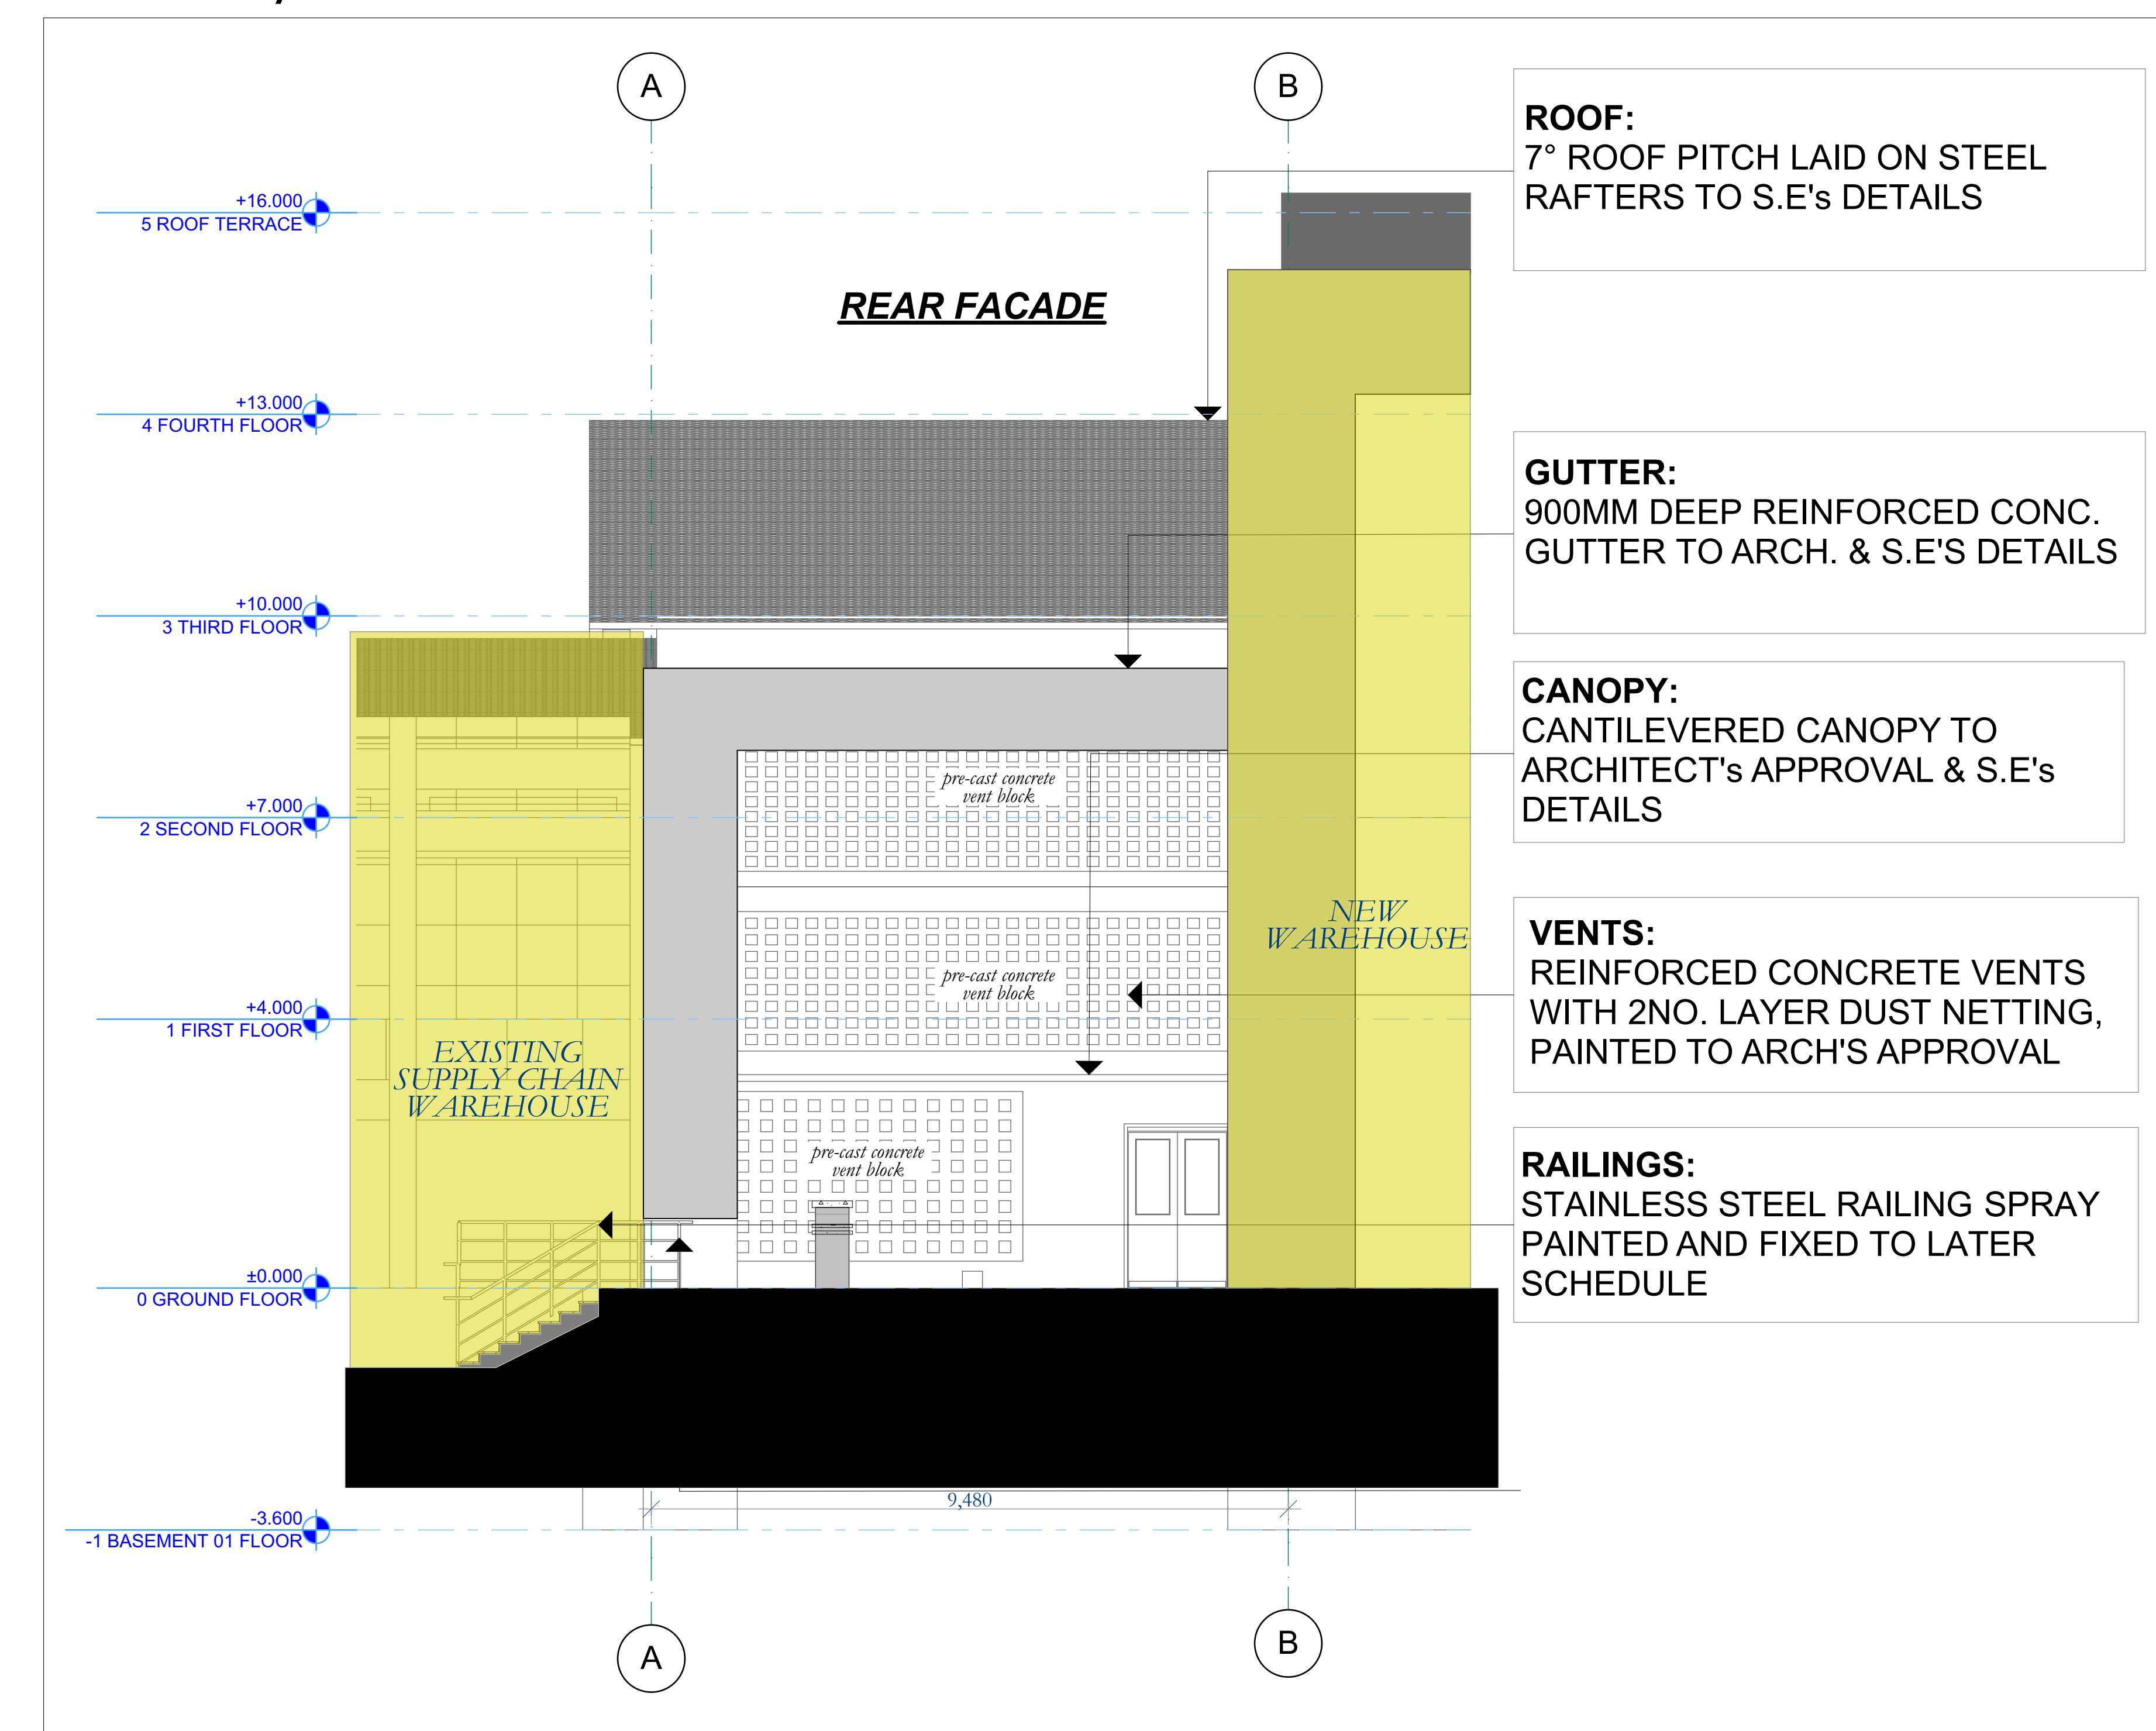 A
B
ROOF:
7° ROOF PITCH LAID ON STEEL
RAFTERS TO S.E's DETAILS
+16.000
5 ROOF TERRACE
REAR FACADE
+13.000
4 FOURTH FLOOR
GUTTER:
900MM DEEP REINFORCED CONC.
GUTTER TO ARCH. & S.E'S DETAILS
+10.000
3 THIRD FLOOR
CANOPY:
CANTILEVERED CANOPY TO
ARCHITECT's APPROVAL & S.E's
DETAILS
pre-cast concrete
vent block
+7.000
2 SECOND FLOOR
NEW
WAREHOUSE
VENTS:
REINFORCED CONCRETE VENTS
WITH 2NO. LAYER DUST NETTING,
PAINTED TO ARCH'S APPROVAL
pre-cast concrete
vent block
+4.000
1 FIRST FLOOR
EXISTING
SUPPLY CHAIN
WAREHOUSE
pre-cast concrete
vent block
RAILINGS:
STAINLESS STEEL RAILING SPRAY
PAINTED AND FIXED TO LATER
SCHEDULE
±0.000
0 GROUND FLOOR
9,480
-3.600
-1 BASEMENT 01 FLOOR
A
B